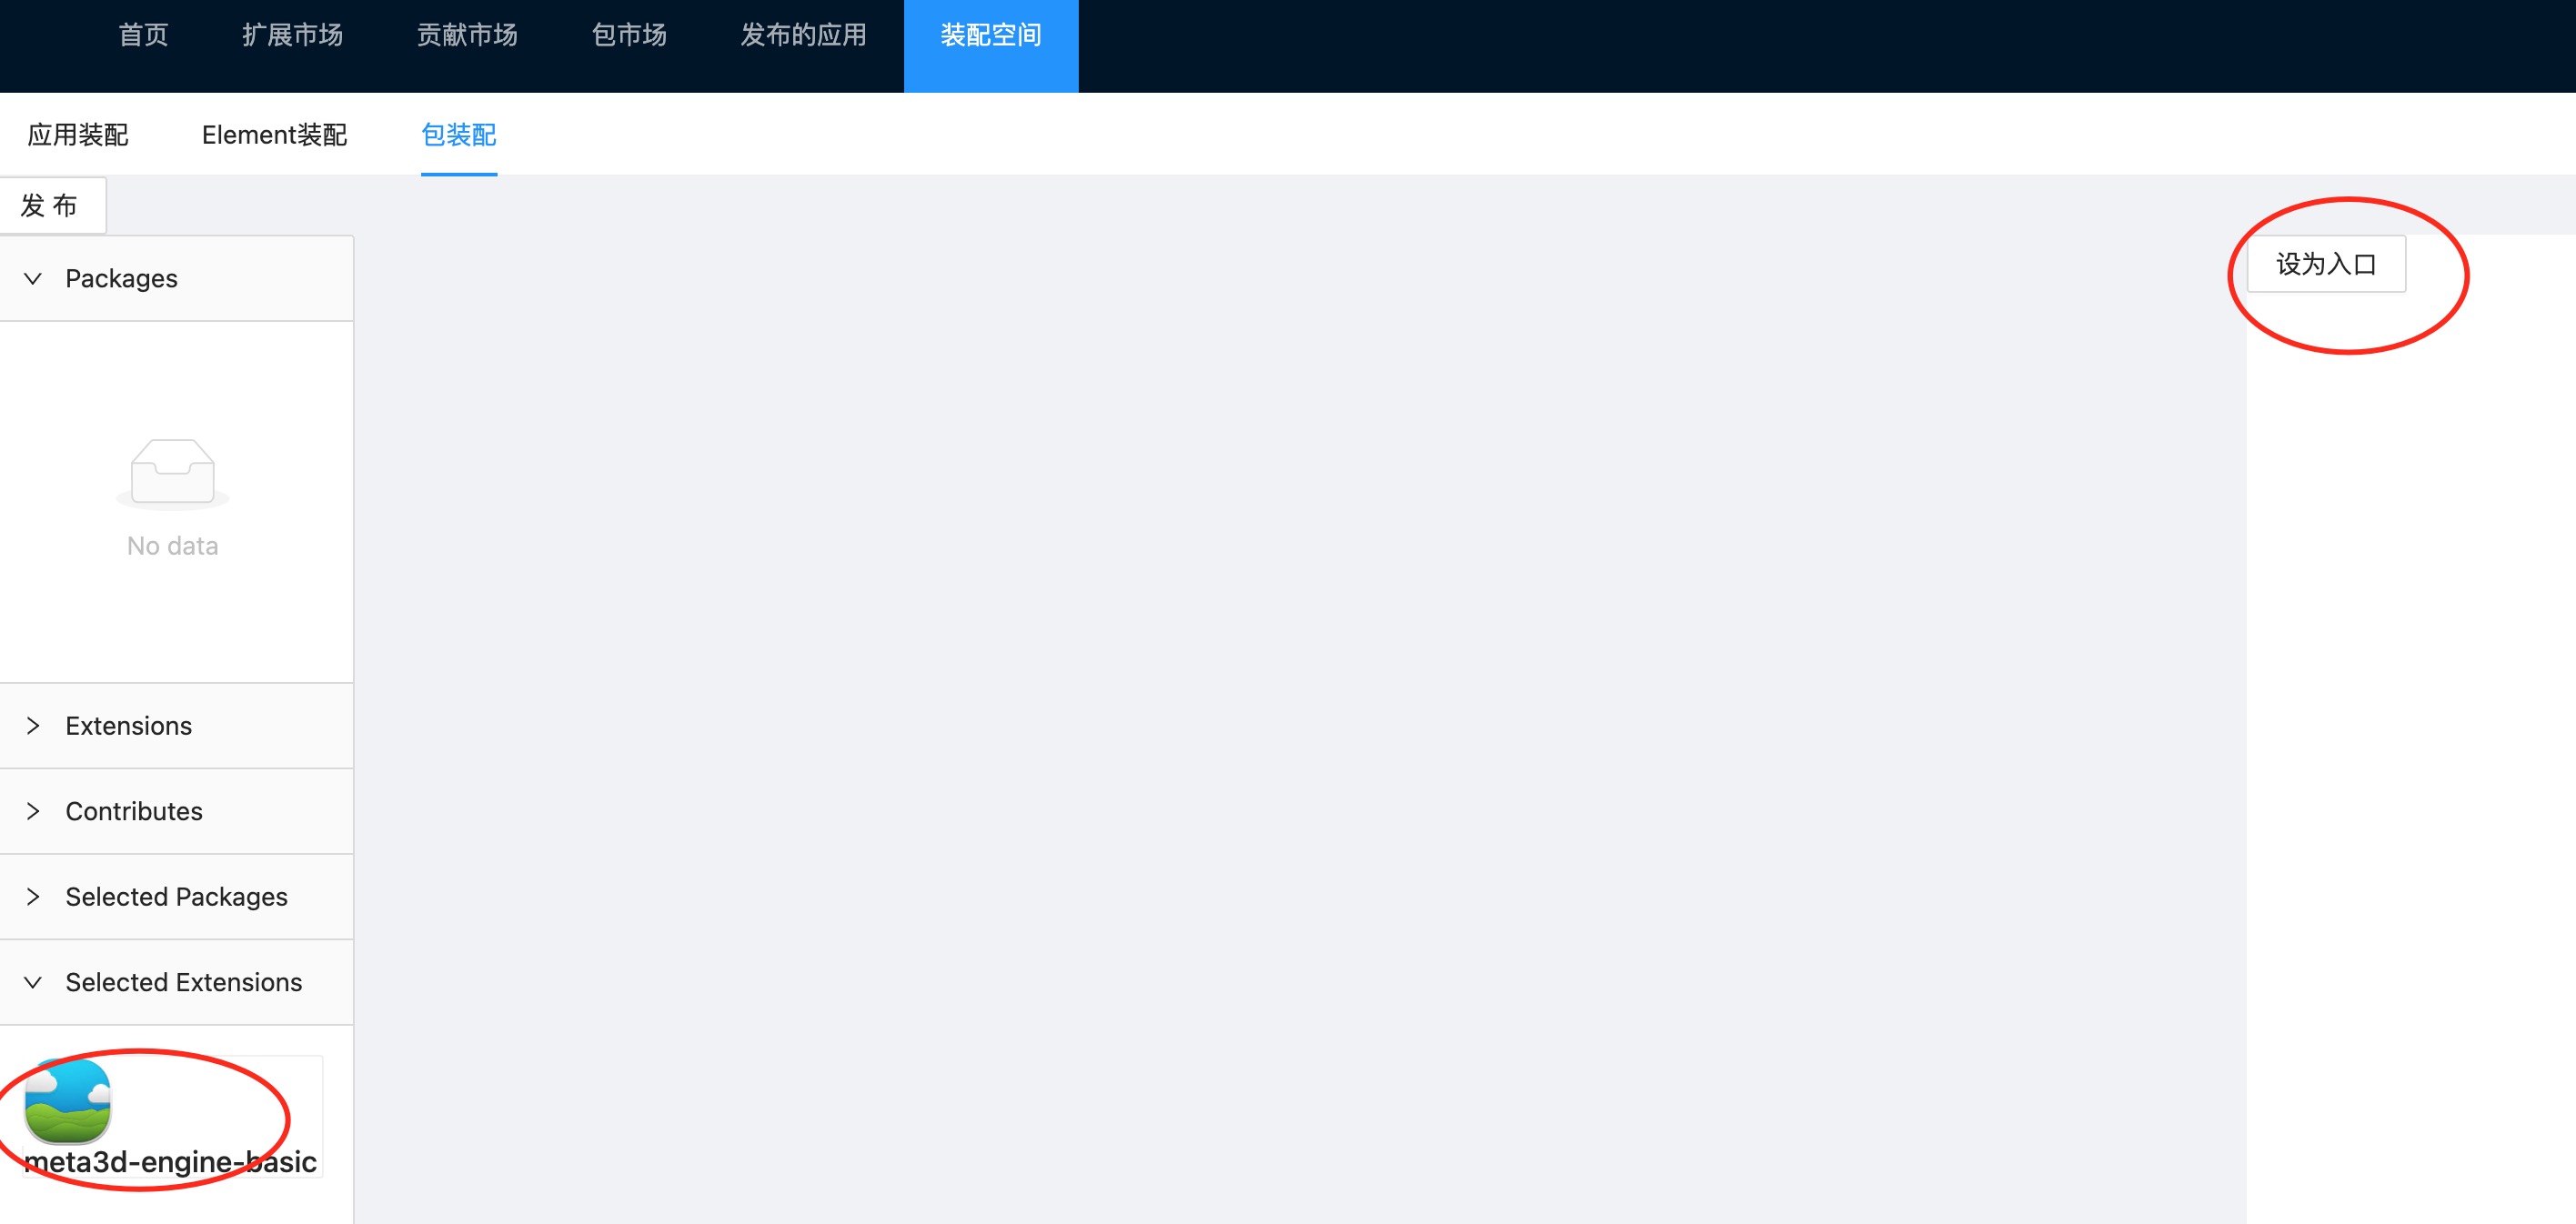 首页 扩展市场 贡献市场 包市场 发布的应用 装配空间
应用装配 Element装配 包装配
发 布
设为入口
Packages
No data
Extensions
Contributes
Selected Packages
Selected Extensions
meta3d-engine-basic